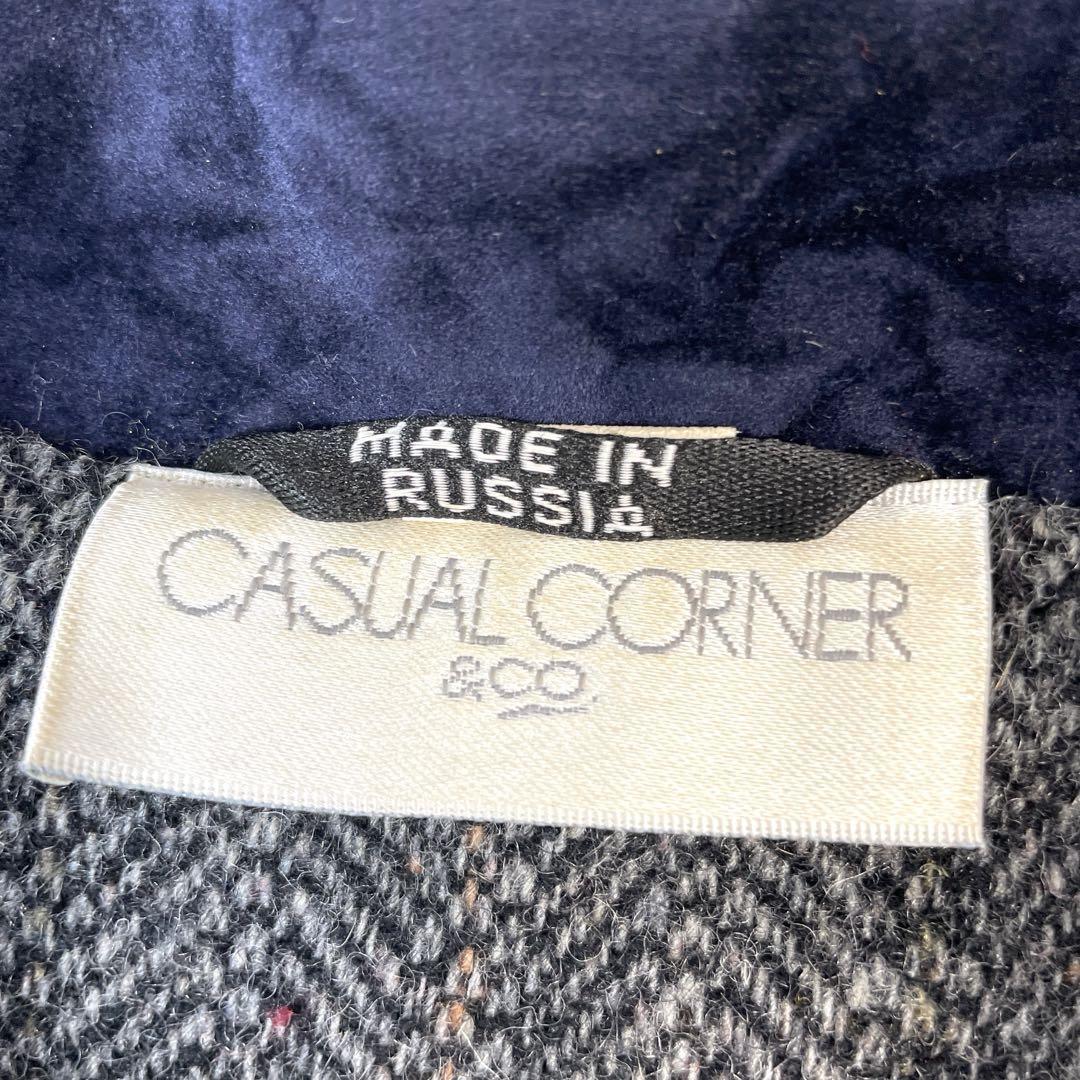 MADE IN
RUSSIA
CASUAL CORNER
& CO.